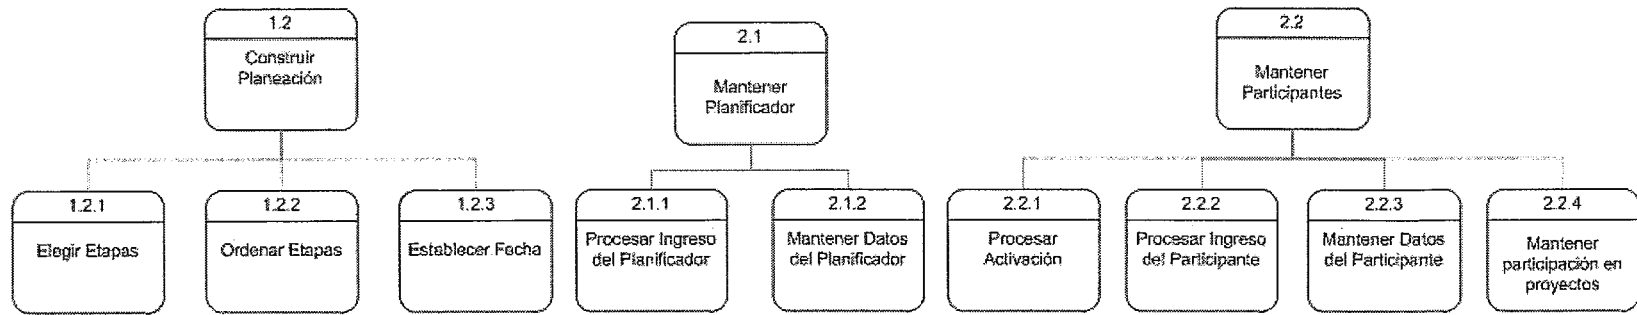 1.2
Construir
Planeación
2.1
Mantener
Planificador
2.2
Mantener
Participantes
1.2.1
Elegir Etapas
1.2.2
Ordenar Etapas
1.2.3
Establecer Fecha
2.1.1
Procesar Ingreso
del Planificador
2.1.2
Mantener Datos
del Planificador
2.2.1
Procesar
Activación
2.2.2
Procesar Ingreso
del Participante
2.2.3
Mantener Datos
del Participante
2.2.4
Mantener
participación en
proyectos